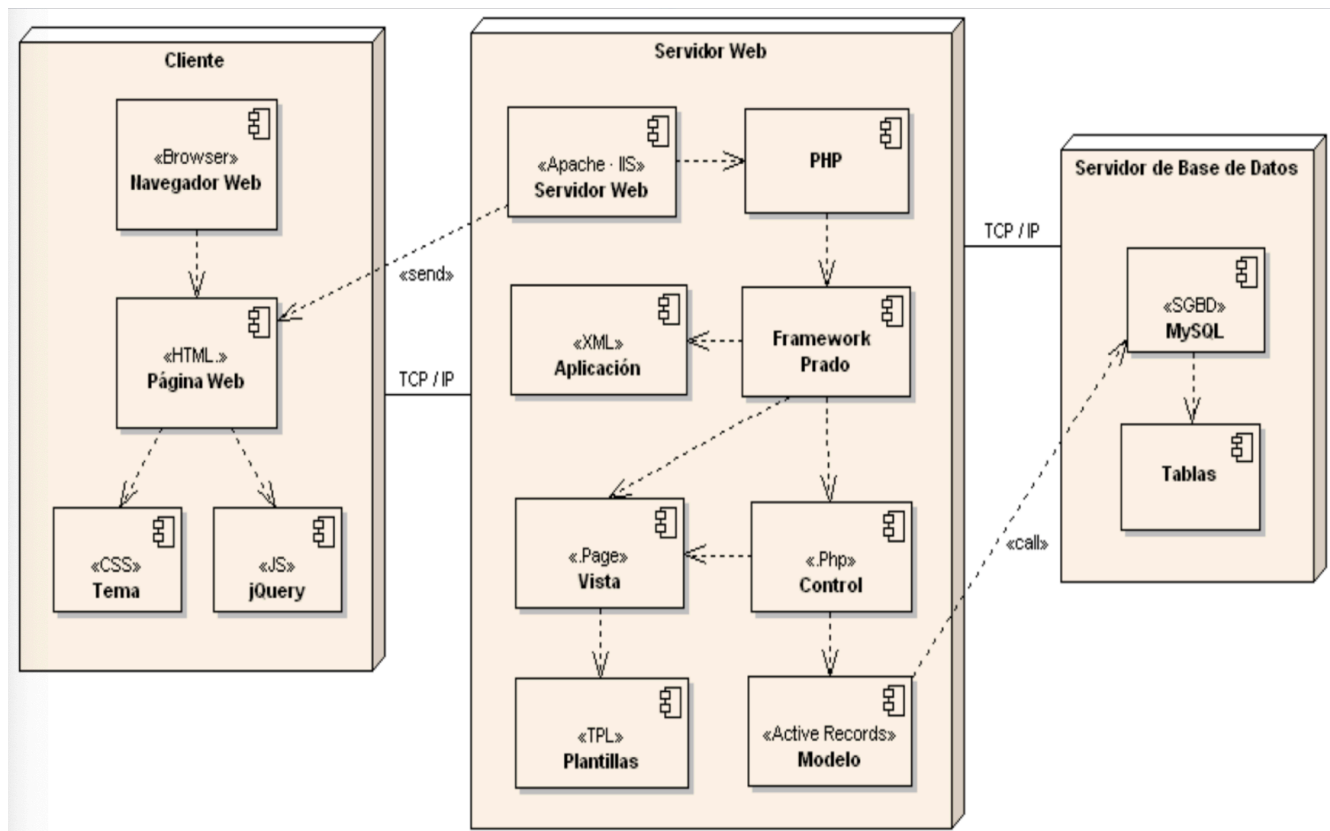 Cliente
«Browser»
Navegador Web
«HTML.»
Página Web
«CSS»
Tema
«JS»
jQuery
«send»
TCP / IP
Servidor Web
«Apache · IIS»
Servidor Web
PHP
«XML»
Aplicación
Framework
Prado
«.Page»
Vista
«.Php»
Control
«TPL»
Plantillas
«Active Records»
Modelo
TCP / IP
«call»
Servidor de Base de Datos
«SGBD»
MySQL
Tablas